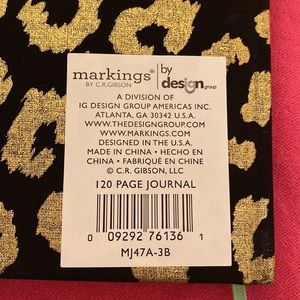 markings® by
BY C.R. GIBSON designgroup
A DIVISION OF
IG DESIGN GROUP AMERICAS INC.
ATLANTA, GA 30342 U.S.A.
WWW.THEDESIGNGROUP.COM
WWW.MARKINGS.COM
DESIGNED IN THE U.S.A.
MADE IN CHINA • HECHO EN
CHINA • FABRIQUÉ EN CHINE
© C.R. GIBSON, LLC
120 PAGE JOURNAL
0 09292 76136 1
MJ47A-3B